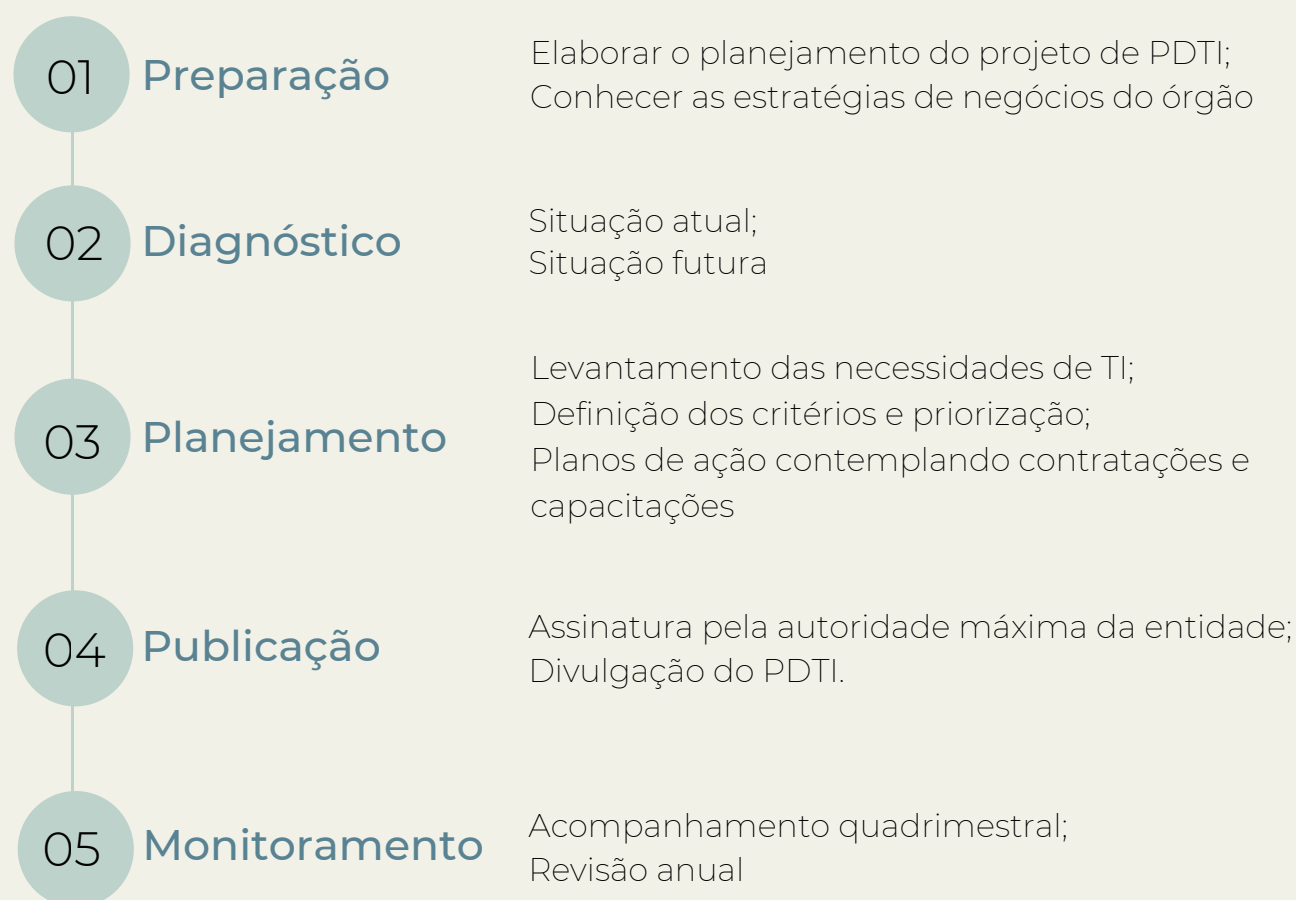 01
Preparação
Elaborar o planejamento do projeto de PDTI;
Conhecer as estratégias de negócios do órgão
02
Diagnóstico
Situação atual;
Situação futura
03
Planejamento
Levantamento das necessidades de TI;
Definição dos critérios e priorização;
Planos de ação contemplando contratações e
capacitações
04
Publicação
Assinatura pela autoridade máxima da entidade;
Divulgação do PDTI.
05
Monitoramento
Acompanhamento quadrimestral;
Revisão anual